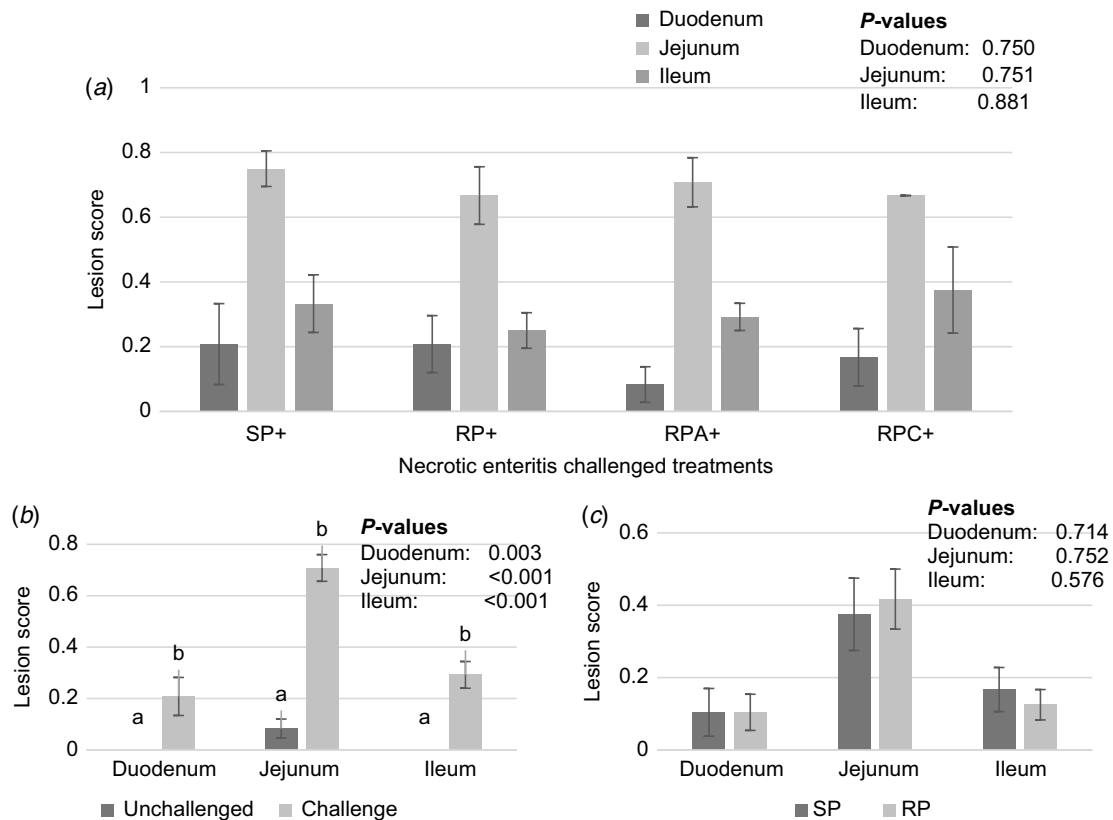 Duodenum
Jejunum
Ileum
P-values
Duodenum: 0.750
Jejunum: 0.751
Ileum: 0.881
(a)
1
0.8
0.6
0.4
0.2
0
Lesion score
SP+ RP+ RPA+ RPC+
Necrotic enteritis challenged treatments
(b)
P-values
Duodenum: 0.003
Jejunum: <0.001
Ileum: <0.001
0.8
0.6
0.4
0.2
0
Lesion score
a b a b a b
Duodenum Jejunum Ileum
Unchallenged Challenge
(c)
P-values
Duodenum: 0.714
Jejunum: 0.752
Ileum: 0.576
0.6
0.4
0.2
0
Lesion score
Duodenum Jejunum Ileum
SP RP